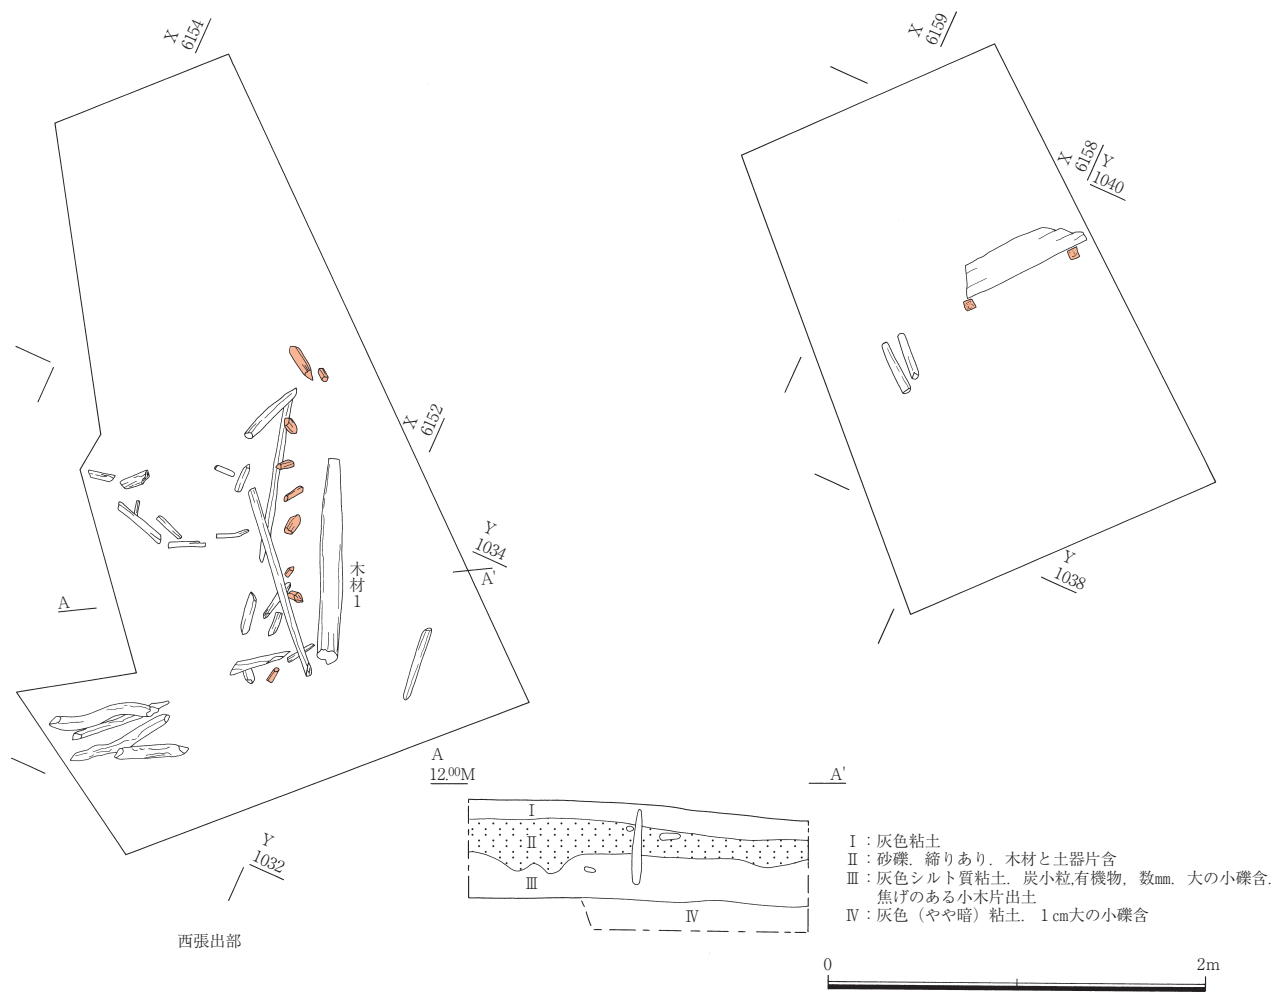 X
6154
X
6159
X
6158
Y
1040
X
6152
Y
1034
A'
木材1
A
Y
1038
A
12.00M
A'
Ⅰ
Ⅱ
Ⅲ
Ⅳ
Y
1032
西張出部
Ⅰ：灰色粘土
Ⅱ：砂礫．締りあり．木材と土器片含
Ⅲ：灰色シルト質粘土．炭小粒,有機物，数㎜．大の小礫含．
焦げのある小木片出土
Ⅳ：灰色（やや暗）粘土．1㎝大の小礫含
0
2m